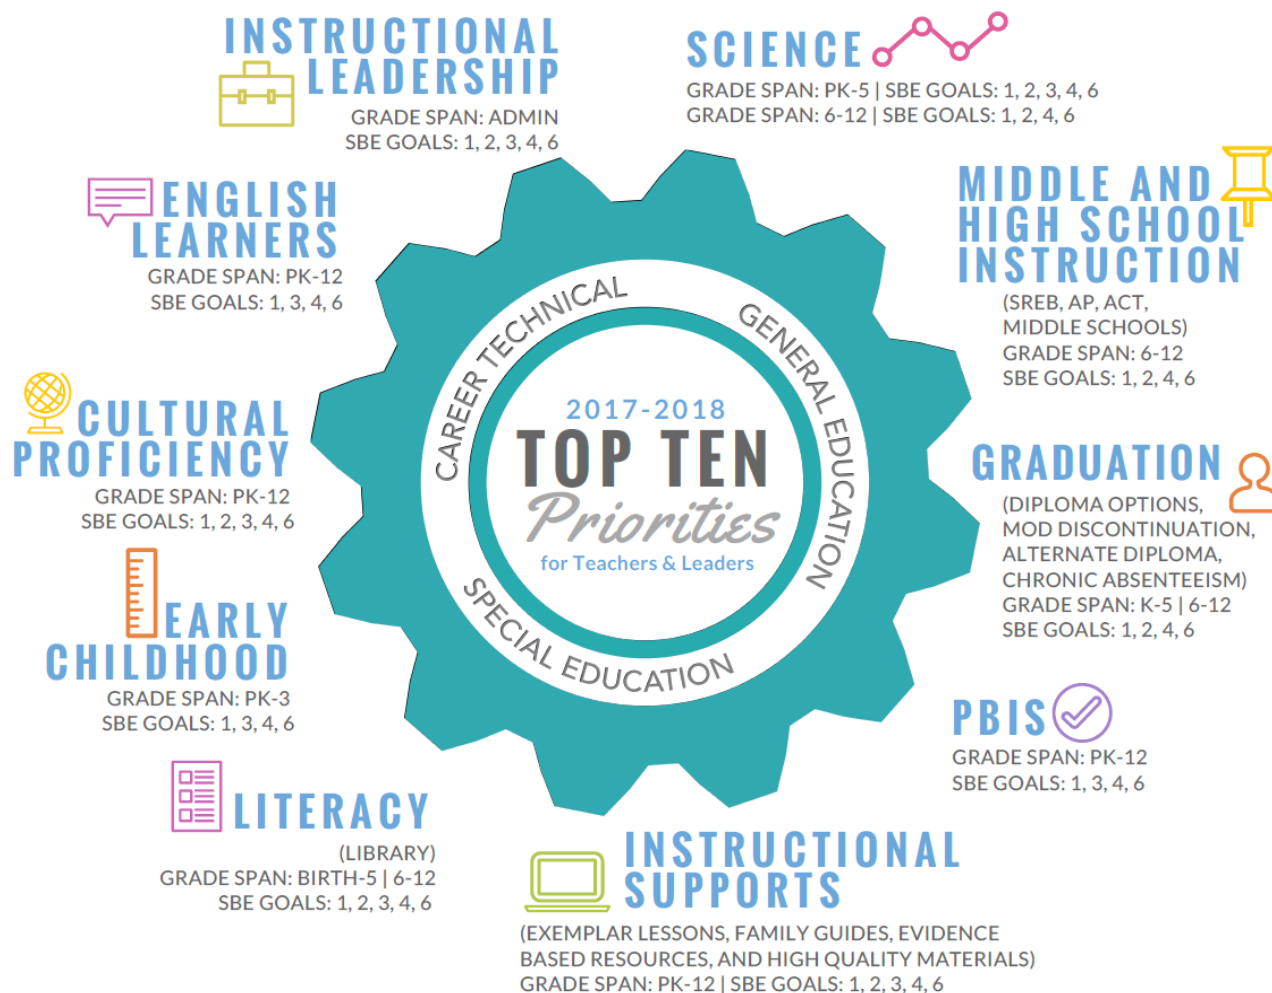 INSTRUCTIONAL
LEADERSHIP
GRADE SPAN: ADMIN
SBE GOALS: 1, 2, 3, 4, 6
SCIENCE
GRADE SPAN: PK-5 | SBE GOALS: 1, 2, 3, 4, 6
GRADE SPAN: 6-12 | SBE GOALS: 1, 2, 4, 6
ENGLISH
LEARNERS
GRADE SPAN: PK-12
SBE GOALS: 1, 3, 4, 6
MIDDLE AND
HIGH SCHOOL
INSTRUCTION
(SREB, AP, ACT,
MIDDLE SCHOOLS)
GRADE SPAN: 6-12
SBE GOALS: 1, 2, 4, 6
CULTURAL
PROFICIENCY
GRADE SPAN: PK-12
SBE GOALS: 1, 2, 3, 4, 6
CAREER TECHNICAL
GENERAL EDUCATION
SPECIAL EDUCATION
2017-2018
TOP TEN
Priorities
for Teachers & Leaders
GRADUATION
(DIPLOMA OPTIONS,
MOD DISCONTINUATION,
ALTERNATE DIPLOMA,
CHRONIC ABSENTEEISM)
GRADE SPAN: K-5 | 6-12
SBE GOALS: 1, 2, 4, 6
EARLY
CHILDHOOD
GRADE SPAN: PK-3
SBE GOALS: 1, 3, 4, 6
PBIS
GRADE SPAN: PK-12
SBE GOALS: 1, 3, 4, 6
LITERACY
(LIBRARY)
GRADE SPAN: BIRTH-5 | 6-12
SBE GOALS: 1, 2, 3, 4, 6
INSTRUCTIONAL
SUPPORTS
(EXEMPLAR LESSONS, FAMILY GUIDES, EVIDENCE
BASED RESOURCES, AND HIGH QUALITY MATERIALS)
GRADE SPAN: PK-12 | SBE GOALS: 1, 2, 3, 4, 6